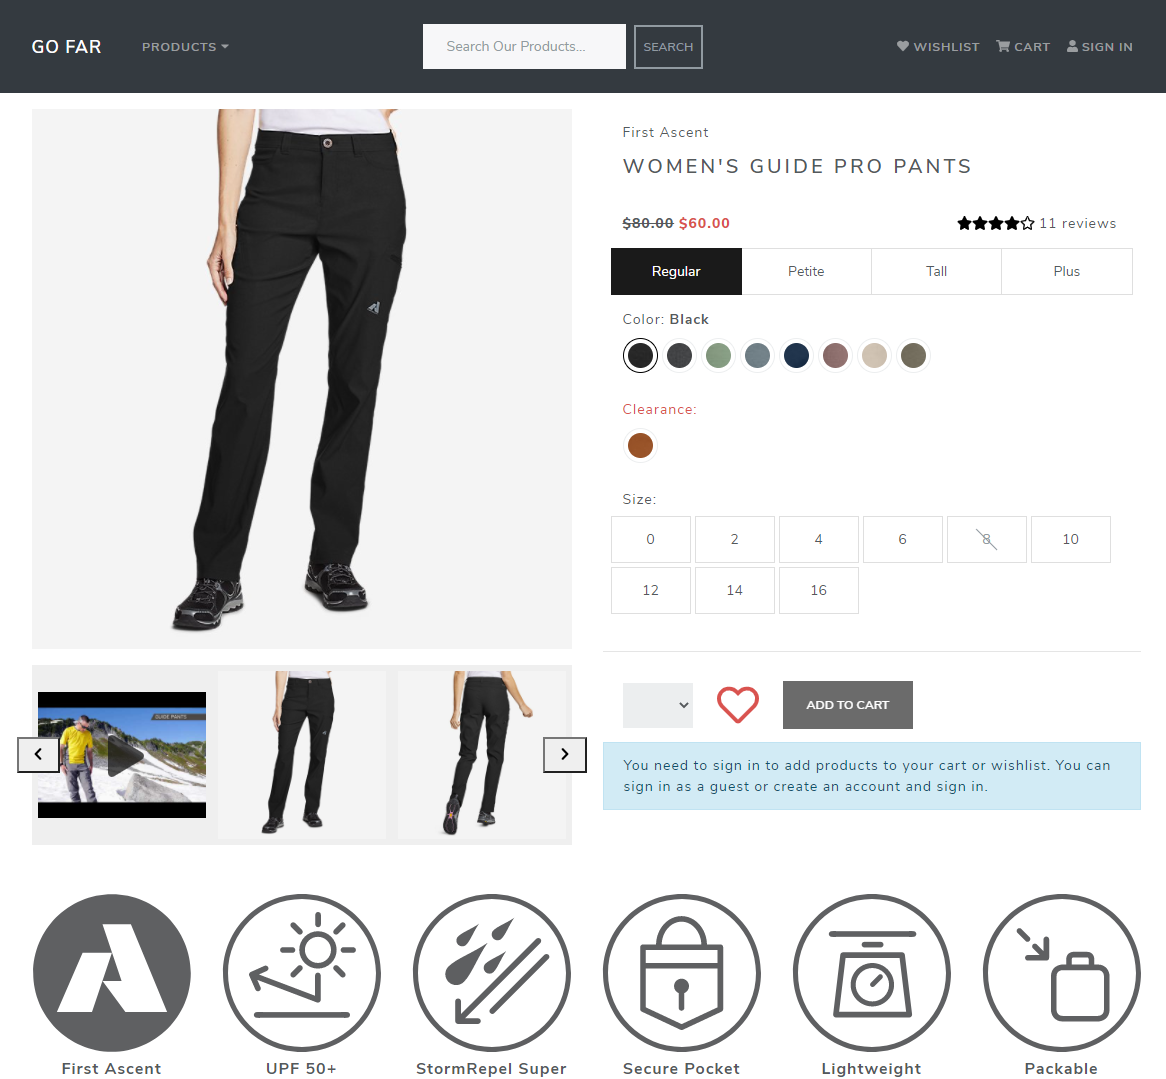 GO FAR
PRODUCTS
Search Our Products...
SEARCH
WISHLIST
CART
SIGN IN
First Ascent
WOMEN'S GUIDE PRO PANTS
$80.00 $60.00
11 reviews
Regular
Petite
Tall
Plus
Color: Black
Clearance:
Size:
0
2
4
6
8
10
12
14
16
GUIDE PANTS
ADD TO CART
You need to sign in to add products to your cart or wishlist. You can
sign in as a guest or create an account and sign in.
First Ascent
UPF 50+
StormRepel Super
Secure Pocket
Lightweight
Packable